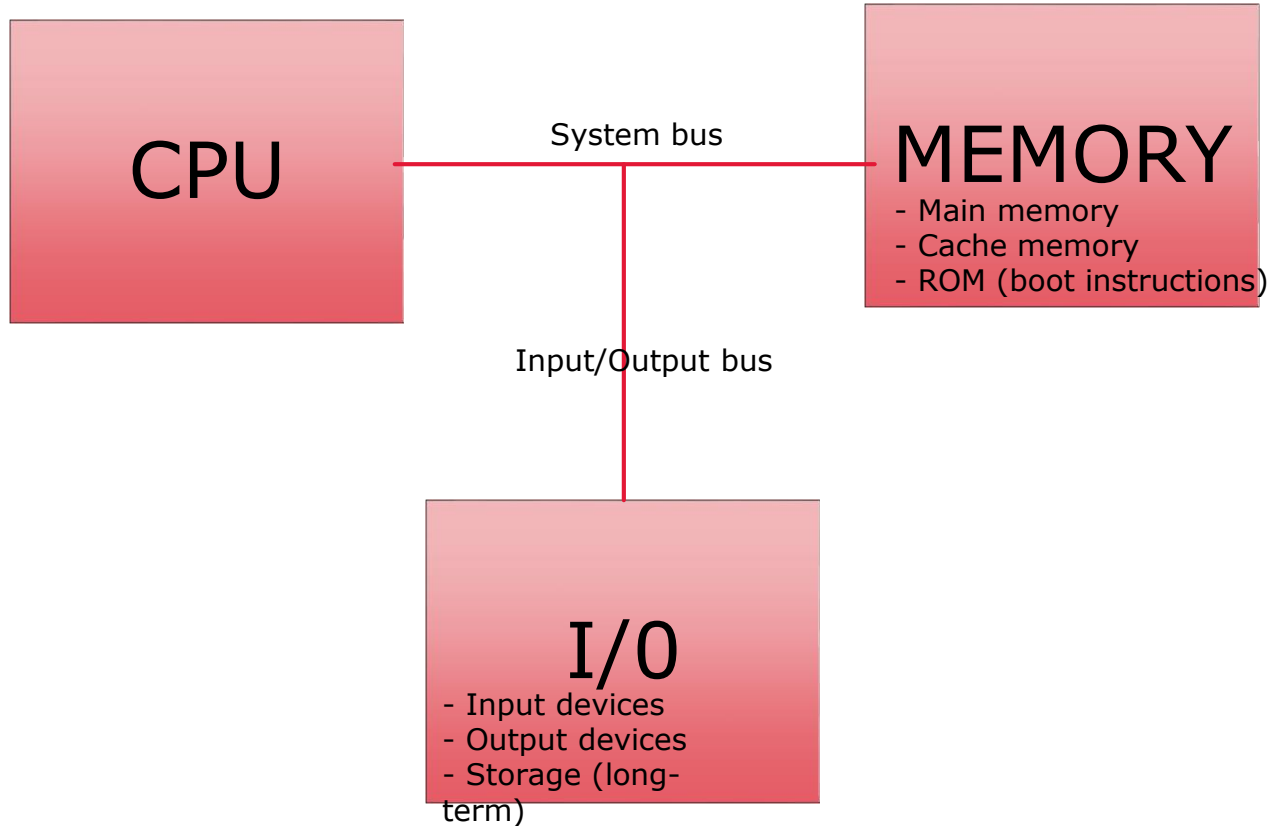 CPU
System bus
MEMORY
- Main memory
- Cache memory
- ROM (boot instructions)
Input/Output bus
I/0
- Input devices
- Output devices
- Storage (long-
term)